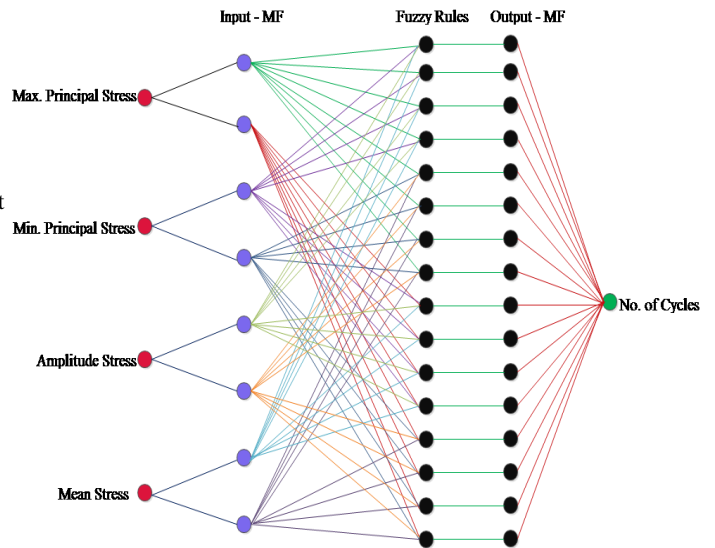 Input - MF
Fuzzy Rules
Output - MF
Max. Principal Stress
t
Min. Principal Stress
No. of Cycles
Amplitude Stress
Mean Stress